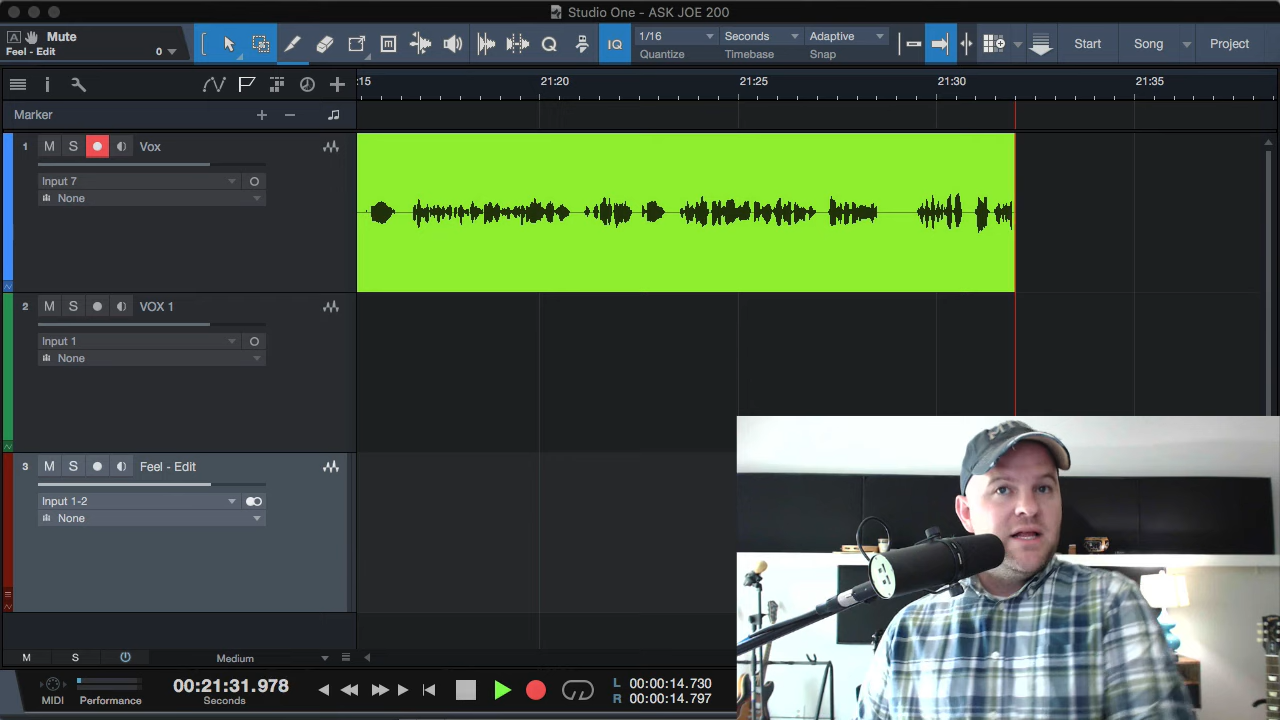 Studio One - ASK JOE 200
A Mute
Feel - Edit 0
IQ
1/16 Seconds Adaptive
Quantize Timebase Snap
Start Song Project
:15 21:20 21:25 21:30 21:35
Marker
1 M S Vox
Input 7
None
2 M S VOX 1
Input 1
None
3 M S Feel - Edit
Input 1-2
None
M S Medium
MIDI Performance
00:21:31.978
Seconds
L 00:00:14.730
R 00:00:14.797